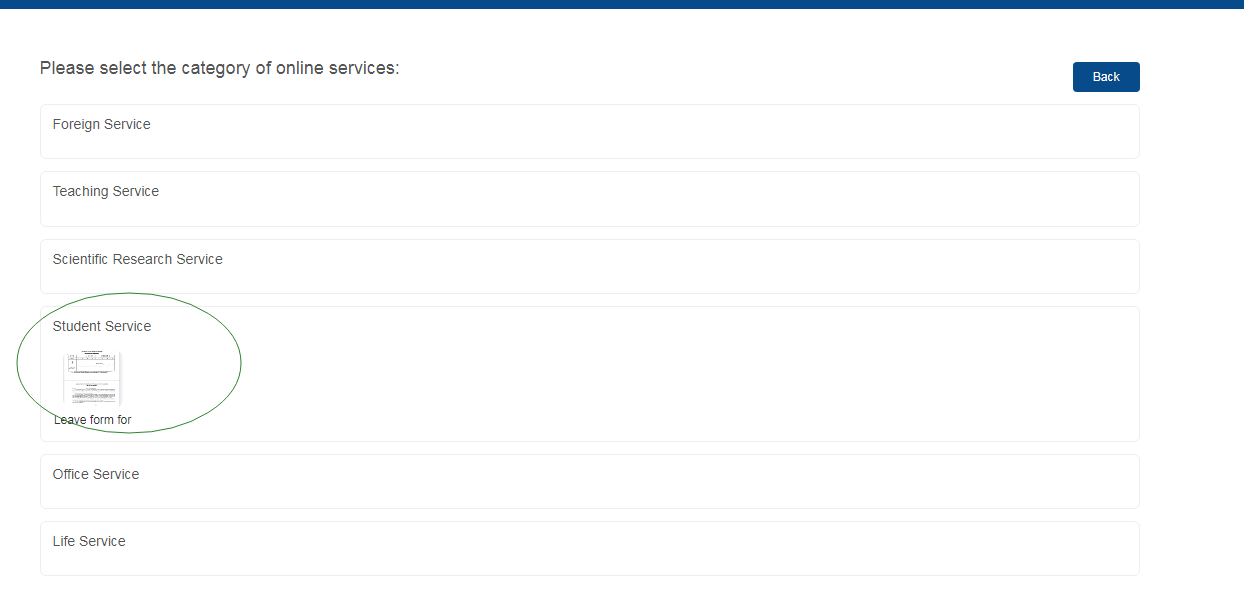 Please select the category of online services:
Back
Foreign Service
Teaching Service
Scientific Research Service
Student Service
Leave form for
Office Service
Life Service